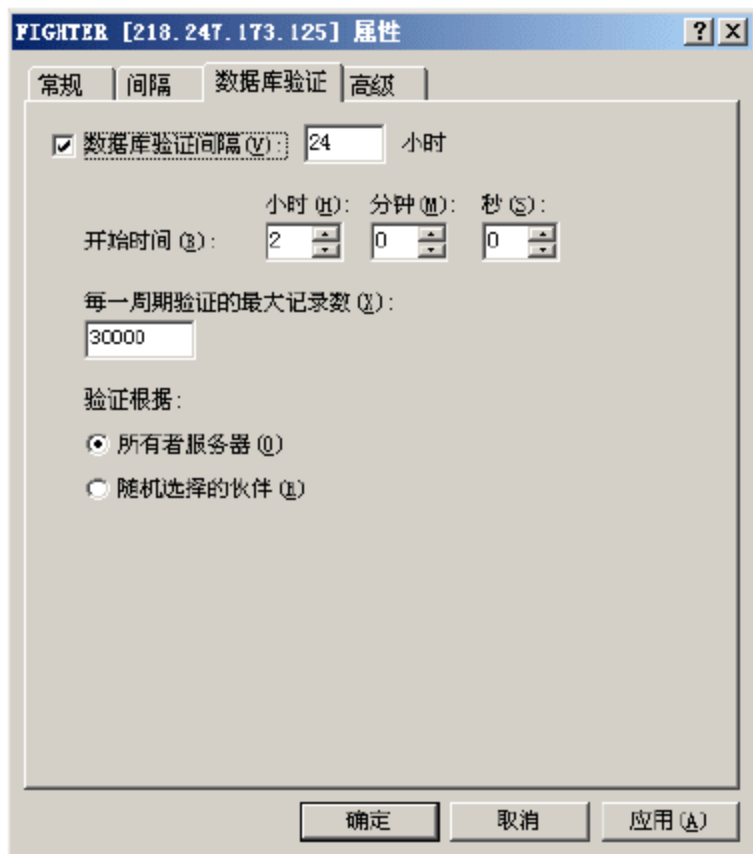 FIGHTER [218.247.173.125] 属性
常规 间隔 数据库验证 高级
数据库验证间隔(V): 24 小时
小时(H): 分钟(M): 秒(S):
开始时间(B): 2 0 0
每一周期验证的最大记录数(X):
30000
验证根据:
所有者服务器(O)
随机选择的伙伴(R)
确定 取消 应用(A)